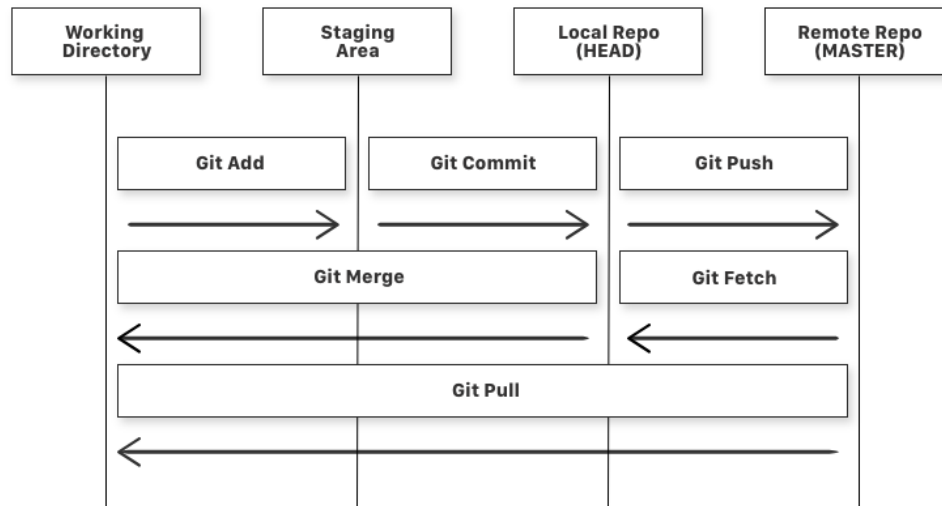 Working
Directory
Staging
Area
Local Repo
(HEAD)
Remote Repo
(MASTER)
Git Add
Git Commit
Git Push
Git Merge
Git Fetch
Git Pull